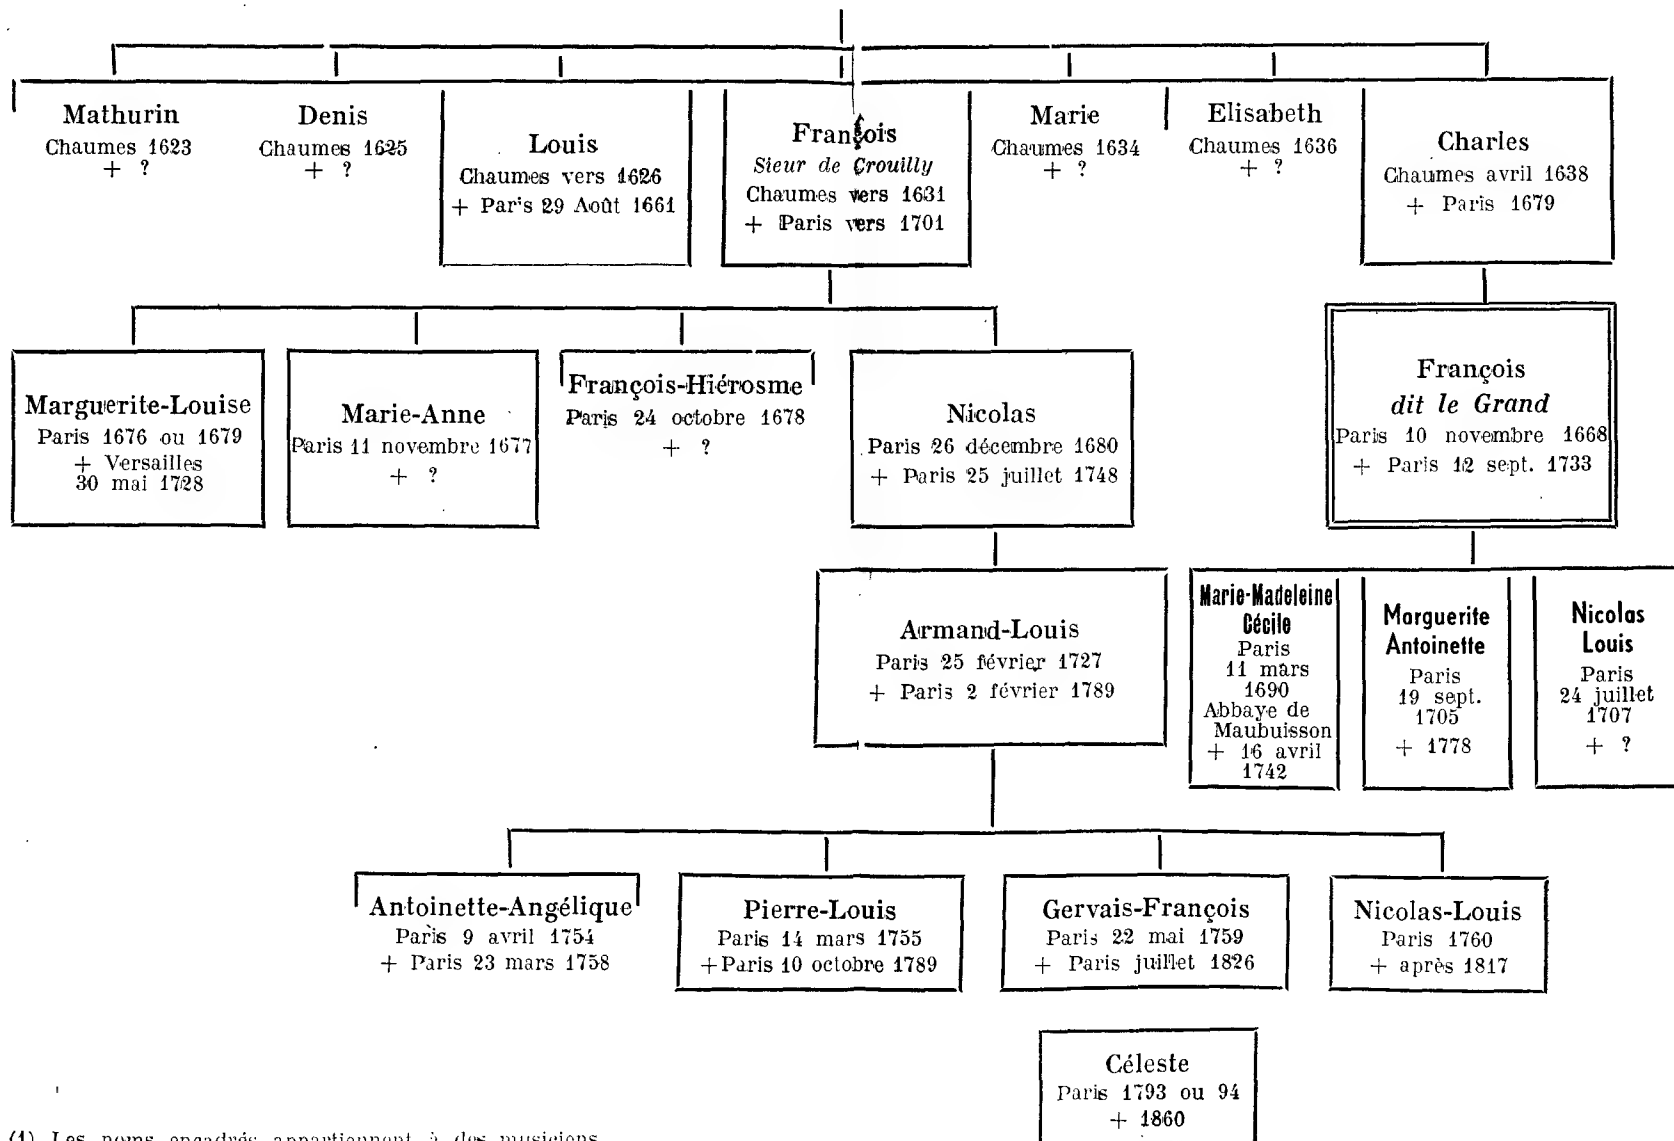 Mathurin
Chaumes 1623
+ ?
Denis
Chaumes 1625
+ ?
Louis
Chaumes vers 1626
+ Paris 29 Août 1661
François
Sieur de Crouilly
Chaumes vers 1631
+ Paris vers 1701
Marie
Chaumes 1634
+ ?
Elisabeth
Chaumes 1636
+ ?
Charles
Chaumes avril 1638
+ Paris 1679
Marguerite-Louise
Paris 1676 ou 1679
+ Versailles
30 mai 1728
Marie-Anne
Paris 11 novembre 1677
+ ?
François-Hiérosme
Paris 24 octobre 1678
+ ?
Nicolas
Paris 26 décembre 1680
+ Paris 25 juillet 1748
François
dit le Grand
Paris 10 novembre 1668
+ Paris 12 sept. 1733
Armand-Louis
Paris 25 février 1727
+ Paris 2 février 1789
Marie-Madeleine
Cécile
Paris
11 mars
1690
Abbaye de
Maubuisson
+ 16 avril
1742
Marguerite
Antoinette
Paris
19 sept.
1705
+ 1778
Nicolas
Louis
Paris
24 juillet
1707
+ ?
Antoinette-Angélique
Paris 9 avril 1754
+ Paris 23 mars 1758
Pierre-Louis
Paris 14 mars 1755
+ Paris 10 octobre 1789
Gervais-François
Paris 22 mai 1759
+ Paris juillet 1826
Nicolas-Louis
Paris 1760
+ après 1817
Céleste
Paris 1793 ou 94
+ 1860
(1) Les noms encadrés appartiennent à des musiciens